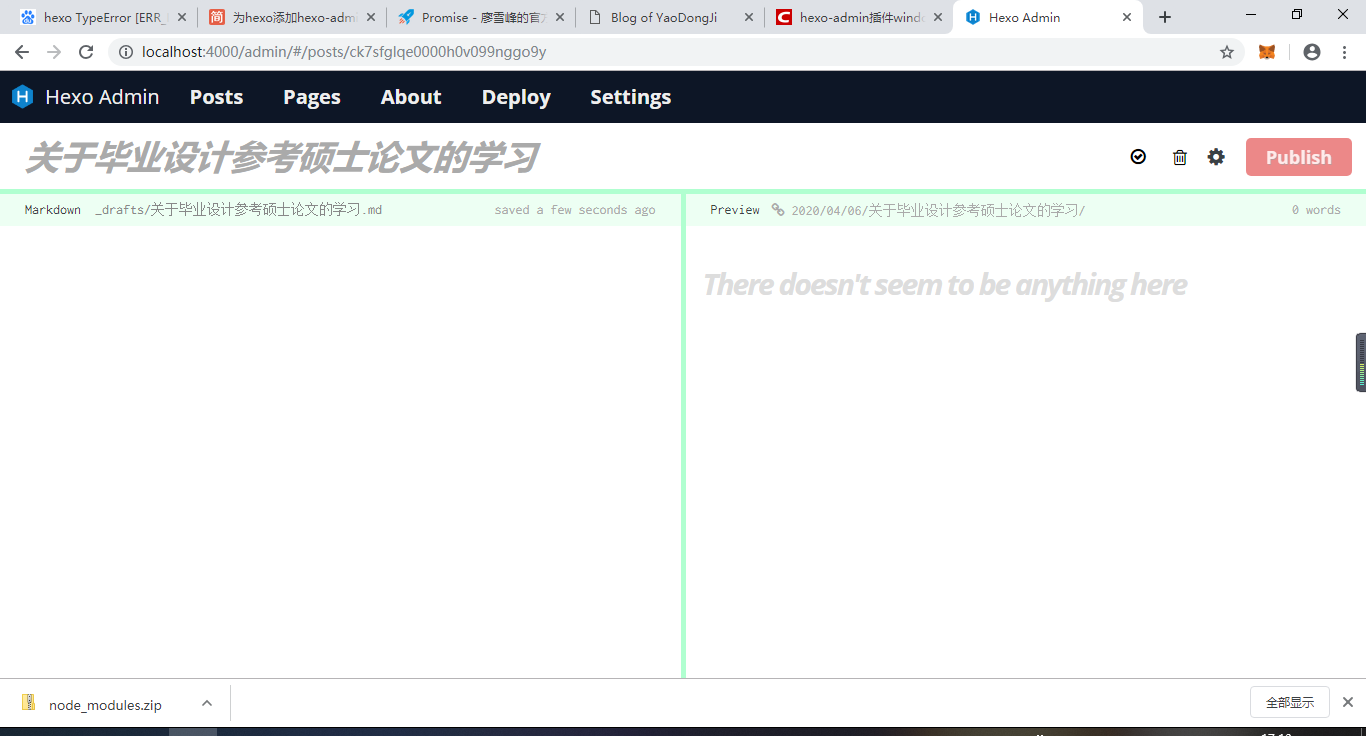 hexo TypeError [ERR_
为hexo添加hexo-adm
Promise - 廖雪峰的官
Blog of YaoDongJi
hexo-admin插件wind
Hexo Admin
localhost:4000/admin/#/posts/ck7sfglqe0000h0v099nggo9y
Hexo Admin Posts Pages About Deploy Settings
关于毕业设计参考硕士论文的学习
Publish
Markdown _drafts/关于毕业设计参考硕士论文的学习.md saved a few seconds ago
Preview 2020/04/06/关于毕业设计参考硕士论文的学习/ 0 words
There doesn't seem to be anything here
node_modules.zip
全部显示